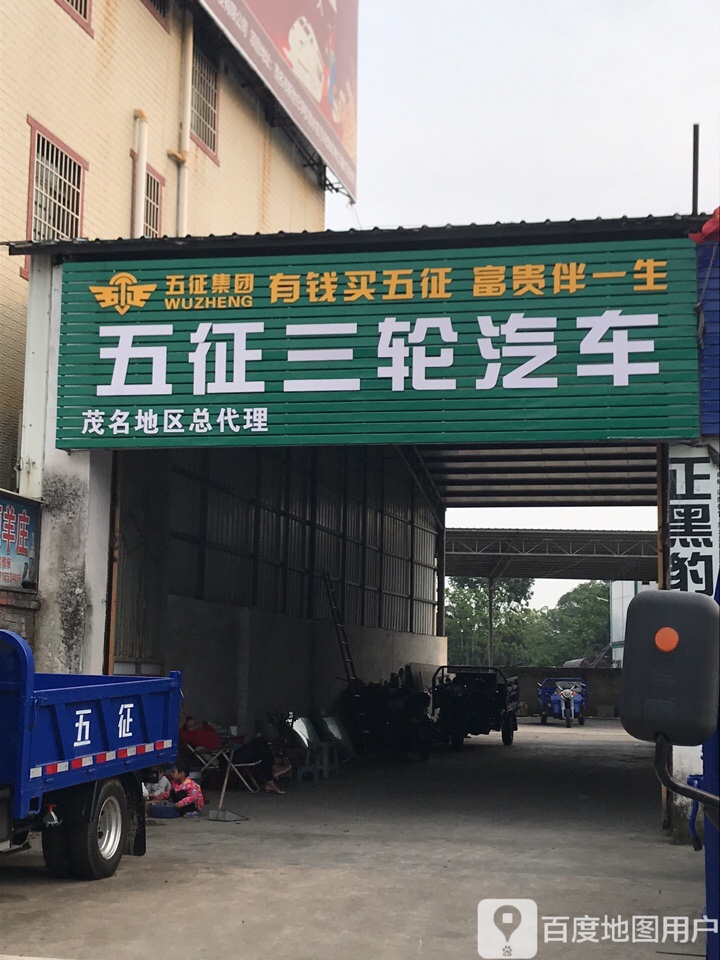 五征集团
WUZHENG
有钱买五征 富贵伴一生
五征三轮汽车
茂名地区总代理
正黑豹
羊庄
五征
百度地图用户